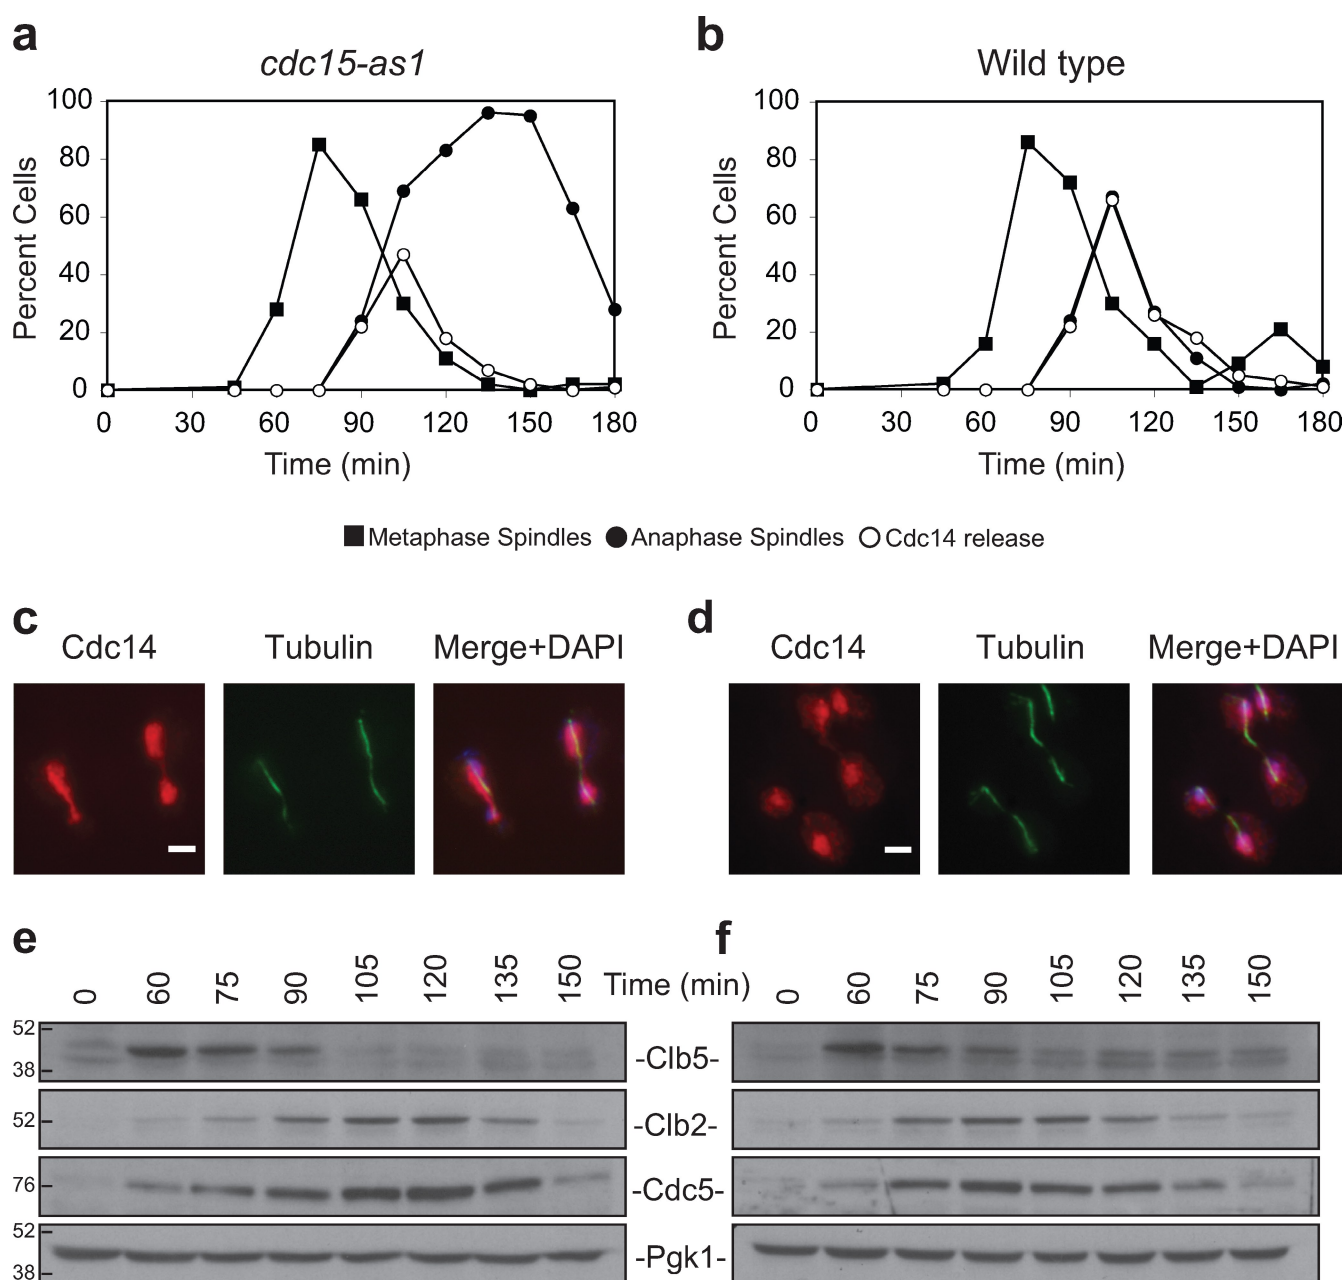 a
cdc15-as1
Percent Cells
100
80
60
40
20
0
0 30 60 90 120 150 180
Time (min)
b
Wild type
Percent Cells
100
80
60
40
20
0
0 30 60 90 120 150 180
Time (min)
Metaphase Spindles Anaphase Spindles Cdc14 release
c
Cdc14 Tubulin Merge+DAPI
d
Cdc14 Tubulin Merge+DAPI
e
0 60 75 90 105 120 135 150
Time (min)
f
0 60 75 90 105 120 135 150
52
38
-Clb5-
52
-Clb2-
76
-Cdc5-
52
38
-Pgk1-